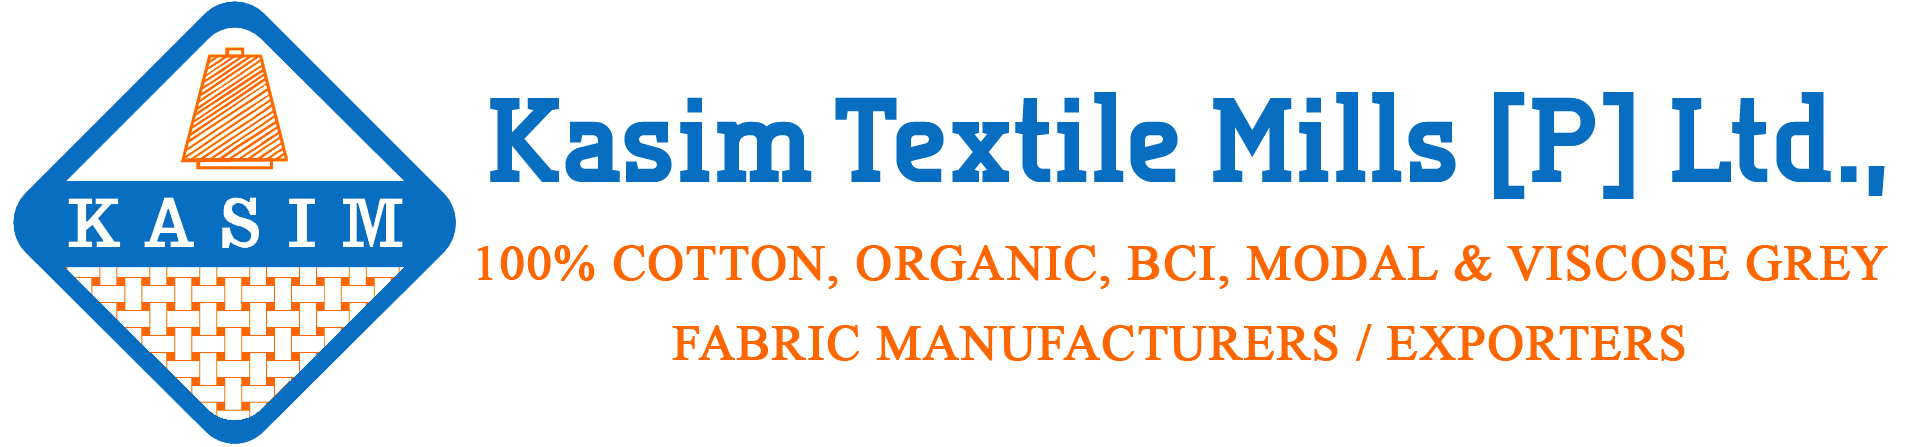 KASIM
Kasim Textile Mills [P] Ltd.,
100% COTTON, ORGANIC, BCI, MODAL & VISCOSE GREY
FABRIC MANUFACTURERS / EXPORTERS